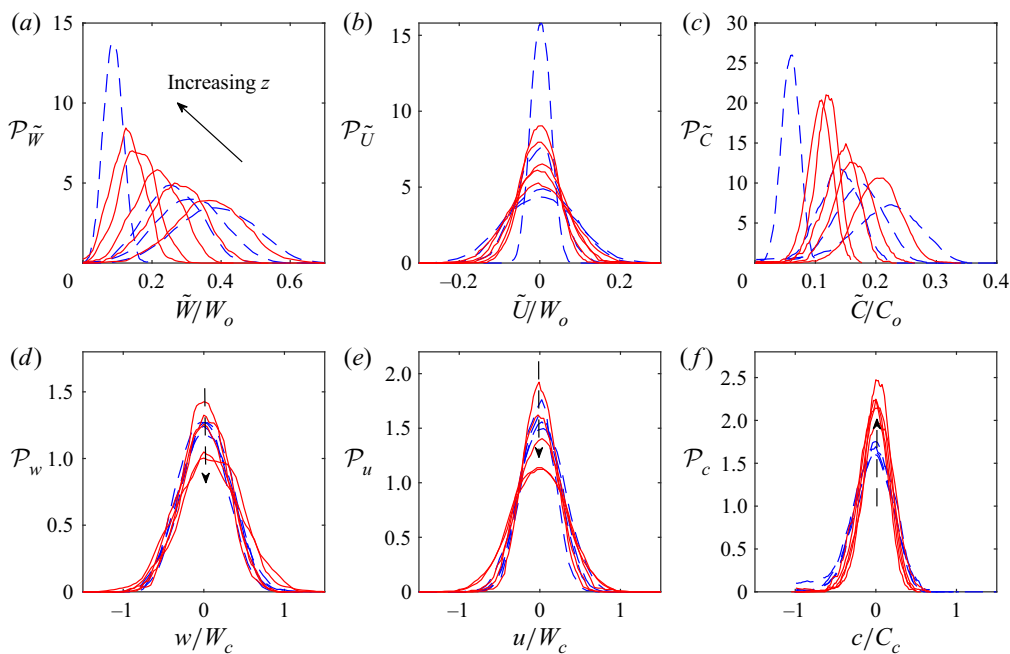 (a) (b) (c)
15 15 30
Increasing z
25
10 10 20
𝒫_W̃ 𝒫_Ũ 𝒫_C̃
15
5 5 10
5
0 0
0 0.2 0.4 0.6 −0.2 0 0.2 0 0.1 0.2 0.3 0.4
W̃/W_o Ũ/W_o C̃/C_o
(d) (e) (f)
1.5 2.0 2.5
2.0
1.0 1.5 1.5
𝒫_w 𝒫_u 𝒫_c
1.0 1.0
0.5 0.5 0.5
0 0 0
−1 0 1 −1 0 1 −1 0 1
w/W_c u/W_c c/C_c